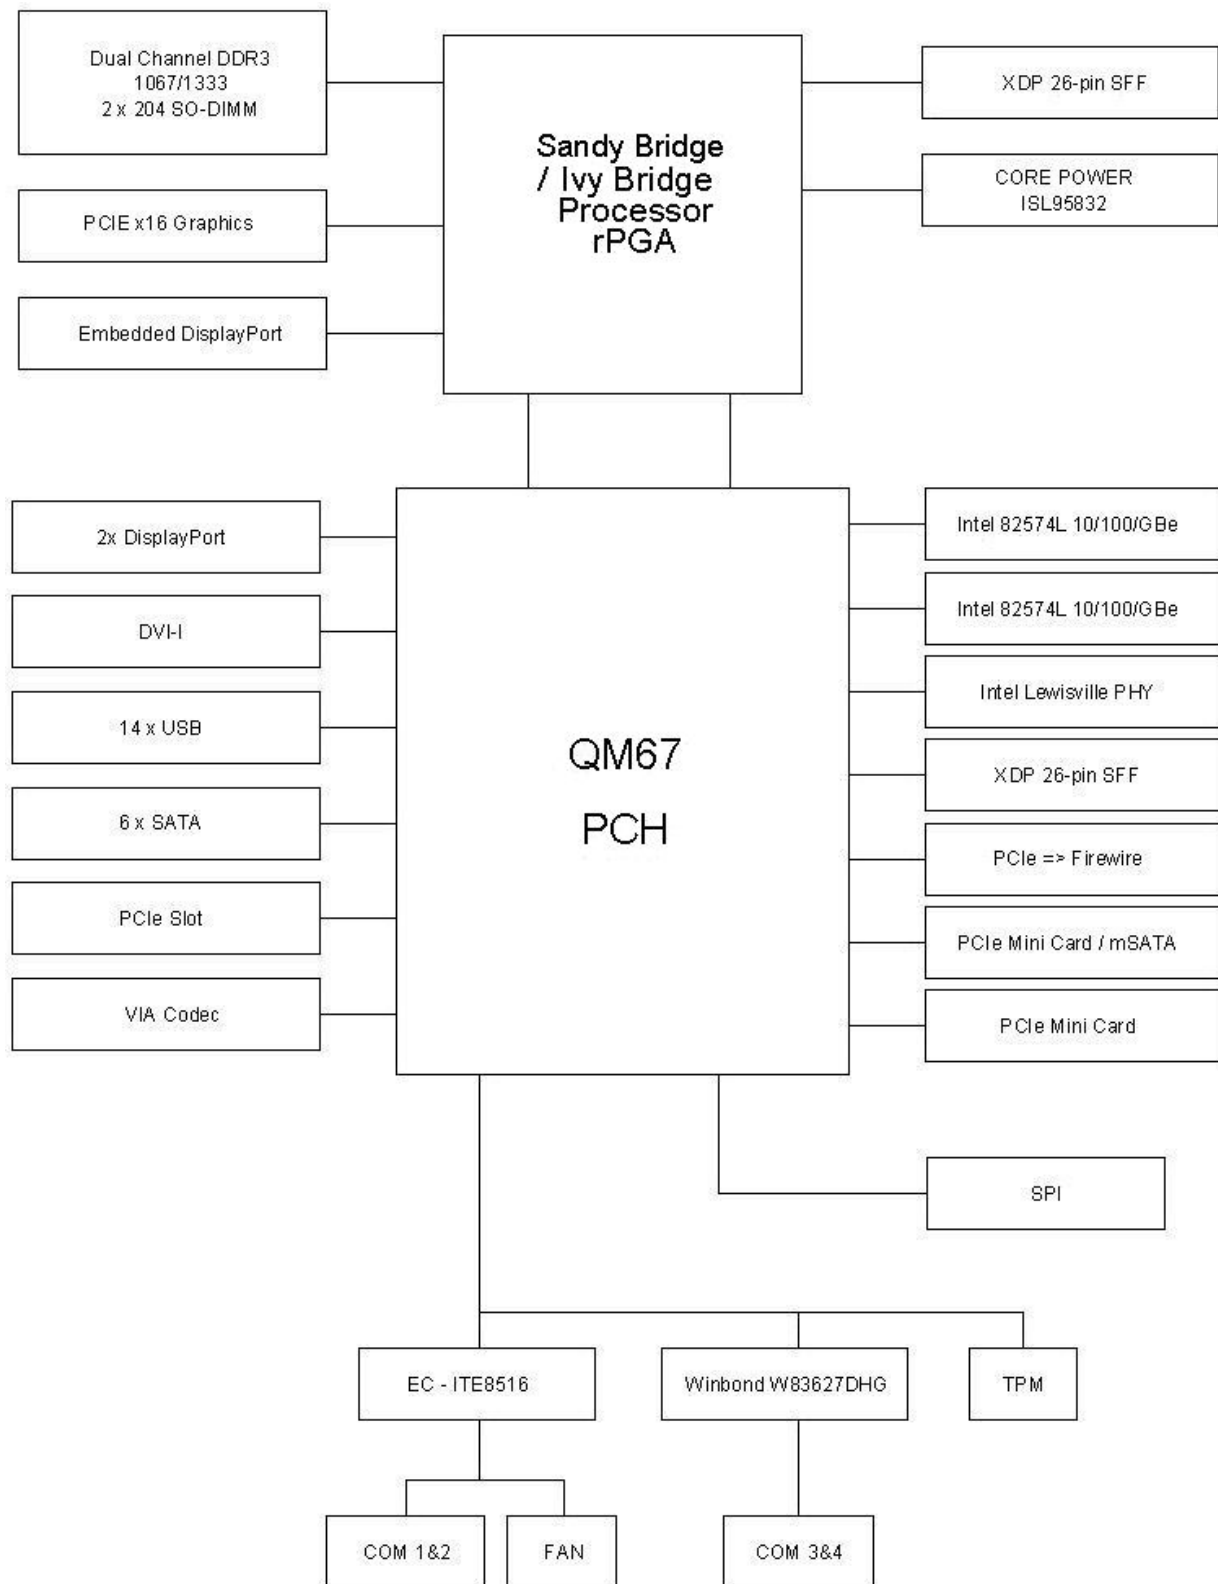 Dual Channel DDR3
1067/1333
2 x 204 SO-DIMM
PCIE x16 Graphics
Embedded DisplayPort
Sandy Bridge
/ Ivy Bridge
Processor
rPGA
XDP 26-pin SFF
CORE POWER
ISL95832
2x DisplayPort
DVI-I
14 x USB
6 x SATA
PCIe Slot
VIA Codec
QM67
PCH
Intel 82574L 10/100/GBe
Intel 82574L 10/100/GBe
Intel Lewisville PHY
XDP 26-pin SFF
PCIe => Firewire
PCIe Mini Card / mSATA
PCIe Mini Card
SPI
EC - ITE8516
Winbond W83627DHG
TPM
COM 1&2
FAN
COM 3&4